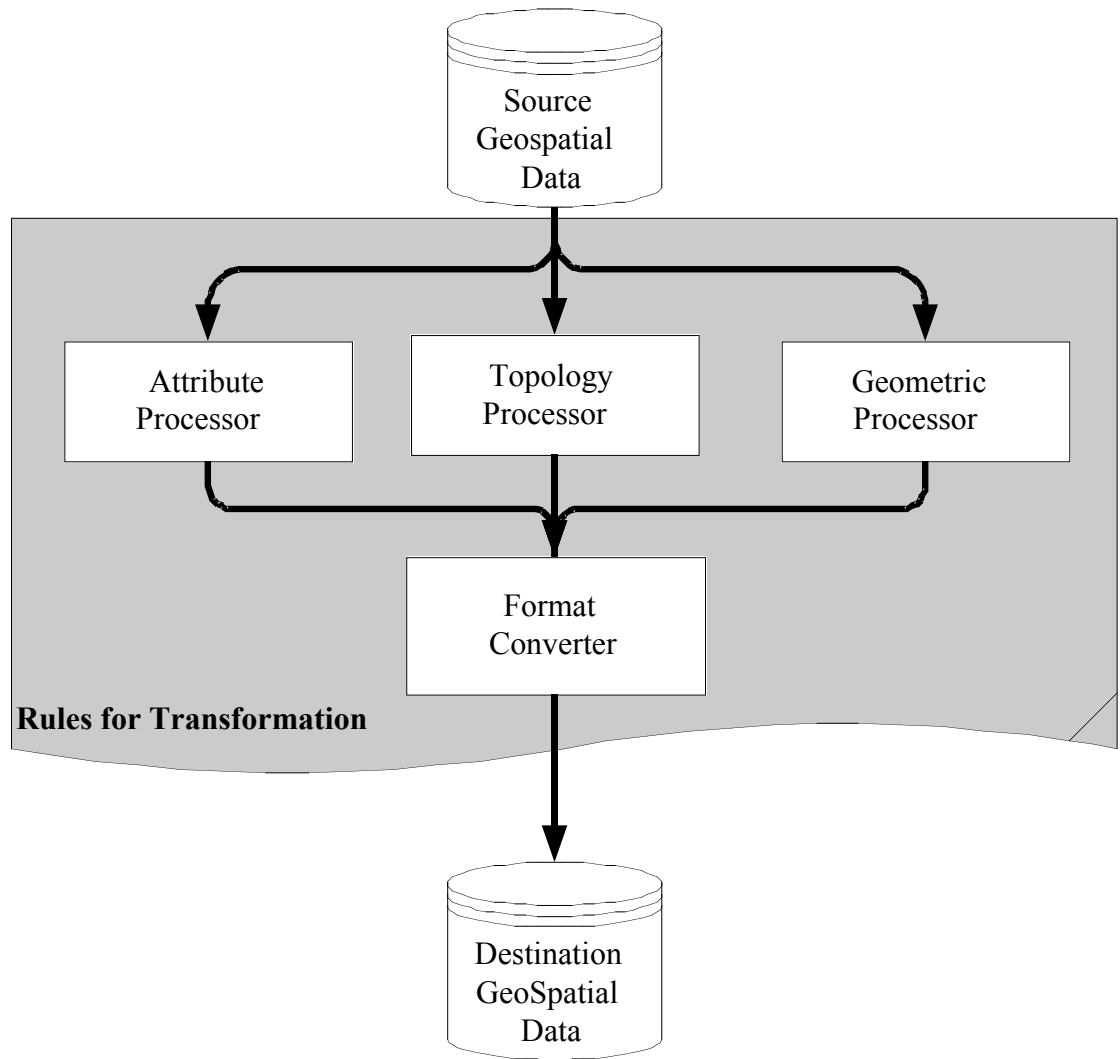 Source
Geospatial
Data
Attribute
Processor
Topology
Processor
Geometric
Processor
Format
Converter
Rules for Transformation
Destination
GeoSpatial
Data